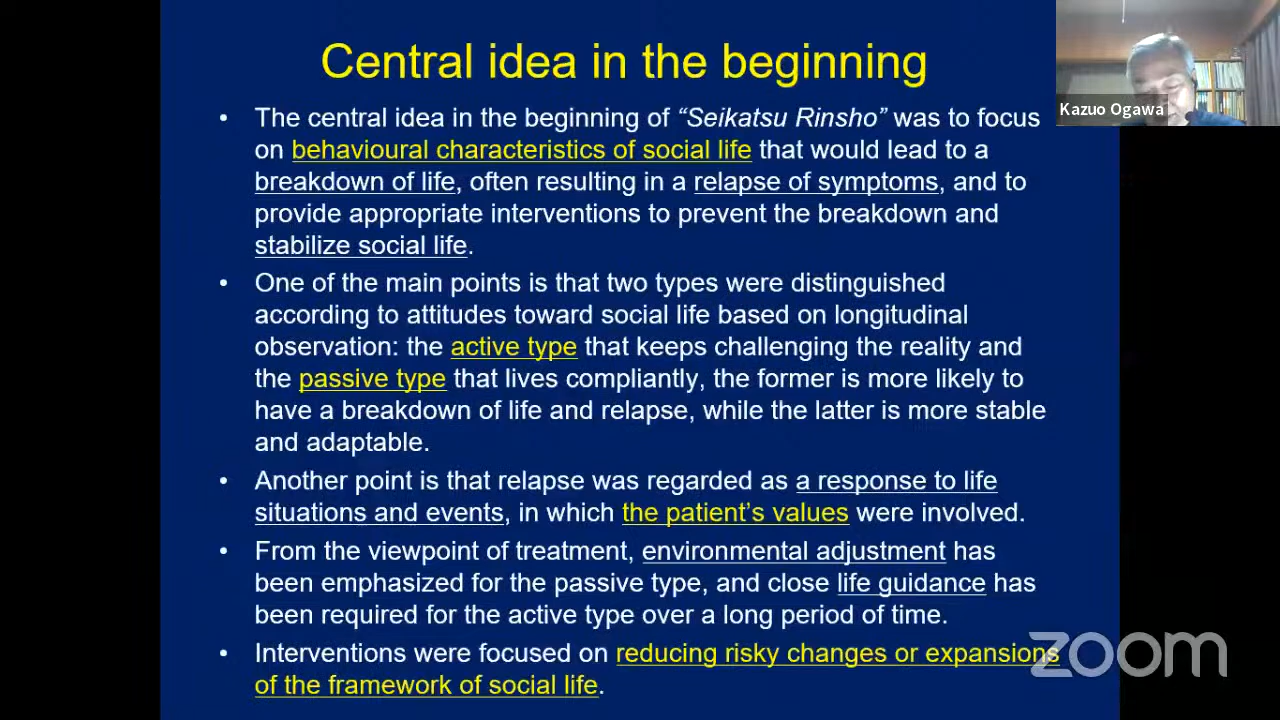 Central idea in the beginning
Kazuo Ogawa
• The central idea in the beginning of “Seikatsu Rinsho” was to focus
on behavioural characteristics of social life that would lead to a
breakdown of life, often resulting in a relapse of symptoms, and to
provide appropriate interventions to prevent the breakdown and
stabilize social life.
• One of the main points is that two types were distinguished
according to attitudes toward social life based on longitudinal
observation: the active type that keeps challenging the reality and
the passive type that lives compliantly, the former is more likely to
have a breakdown of life and relapse, while the latter is more stable
and adaptable.
• Another point is that relapse was regarded as a response to life
situations and events, in which the patient’s values were involved.
• From the viewpoint of treatment, environmental adjustment has
been emphasized for the passive type, and close life guidance has
been required for the active type over a long period of time.
• Interventions were focused on reducing risky changes or expansions
of the framework of social life.
zoom